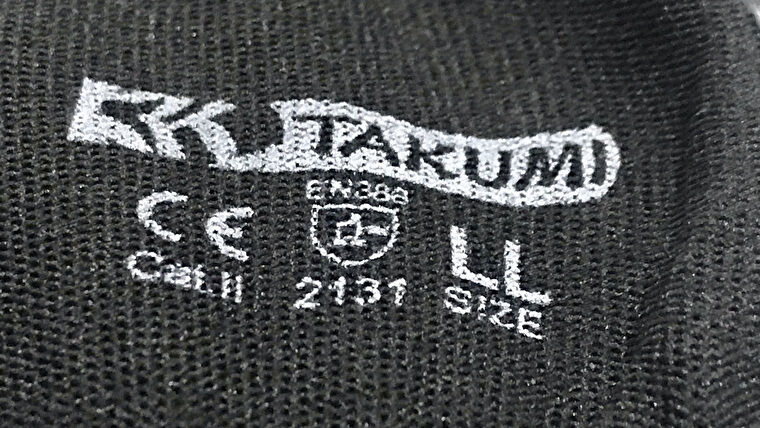 TAKUMI
CE EN388
Cat.II 2131 LL
SIZE